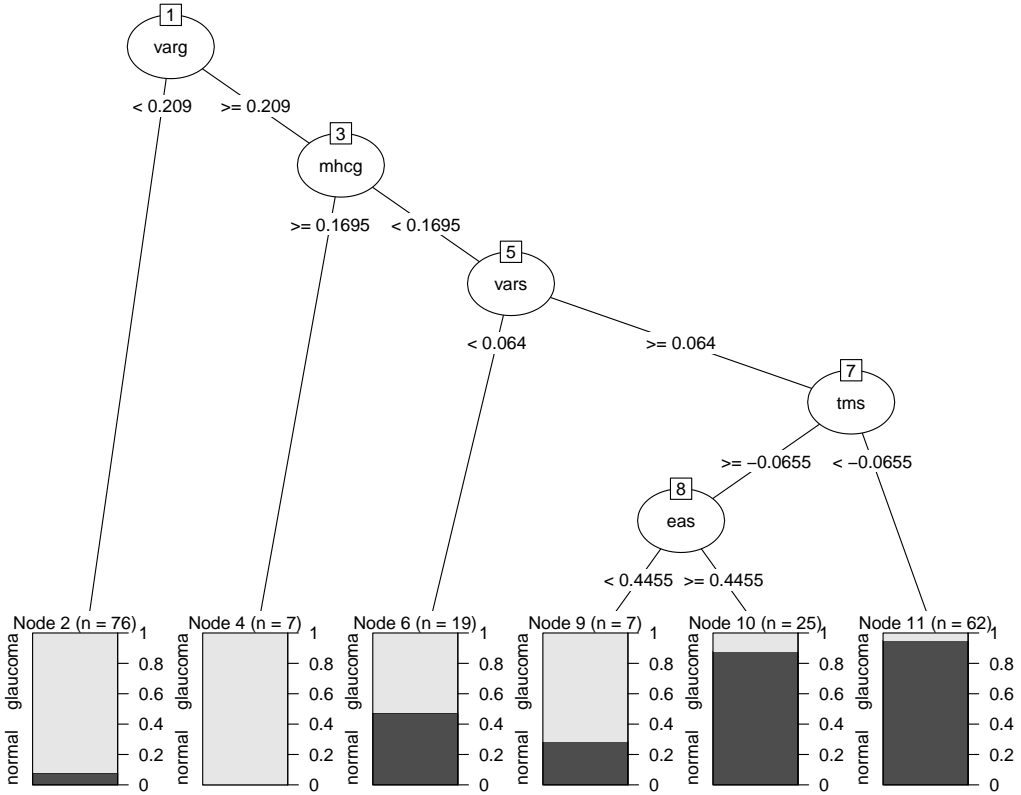 1
varg
< 0.209
>= 0.209
3
mhcg
>= 0.1695
< 0.1695
5
vars
< 0.064
>= 0.064
7
tms
>= −0.0655
< −0.0655
8
eas
< 0.4455
>= 0.4455
Node 2 (n = 76)
normal
glaucoma
1
0.8
0.6
0.4
0.2
0
Node 4 (n = 7)
normal
glaucoma
1
0.8
0.6
0.4
0.2
0
Node 6 (n = 19)
normal
glaucoma
1
0.8
0.6
0.4
0.2
0
Node 9 (n = 7)
normal
glaucoma
1
0.8
0.6
0.4
0.2
0
Node 10 (n = 25)
normal
glaucoma
1
0.8
0.6
0.4
0.2
0
Node 11 (n = 62)
normal
glaucoma
1
0.8
0.6
0.4
0.2
0